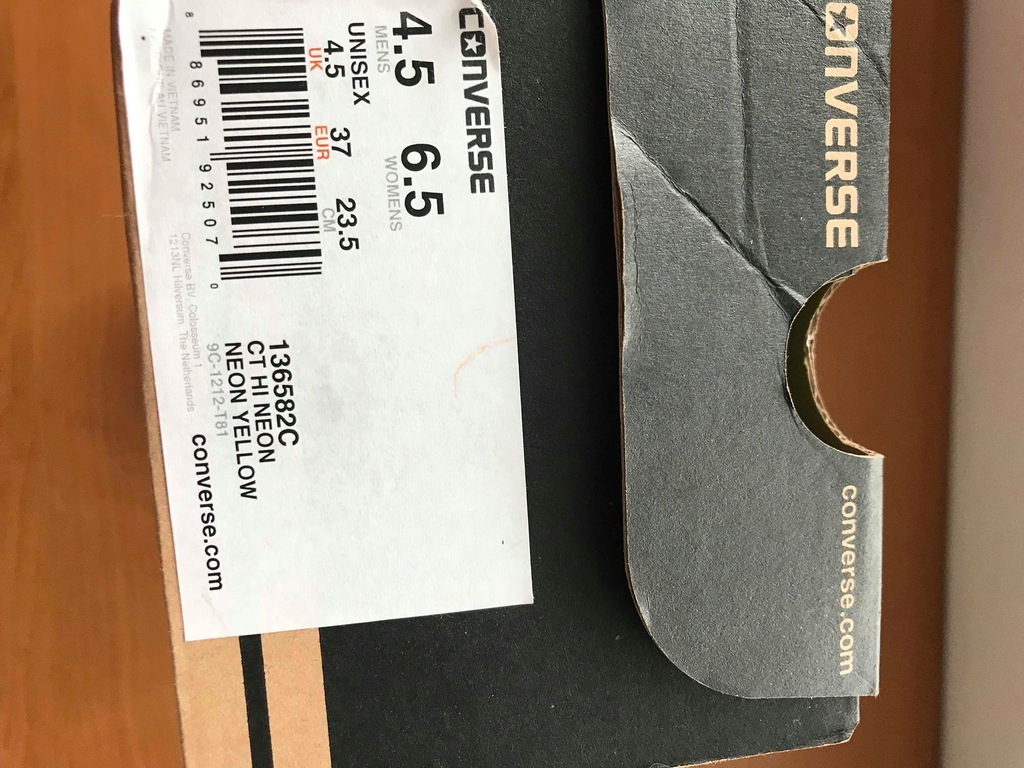 CONVERSE
4.5 6.5
MENS WOMENS
UNISEX 37 23.5
4.5 EUR CM
UK
8 86951 92507 0
MADE IN VIETNAM
AU VIETNAM
136582C
CT HI NEON
NEON YELLOW
9C-1212-T81
Converse BV, Colosseum 1
1213NL Hilversum, The Netherlands
converse.com
CONVERSE
converse.com